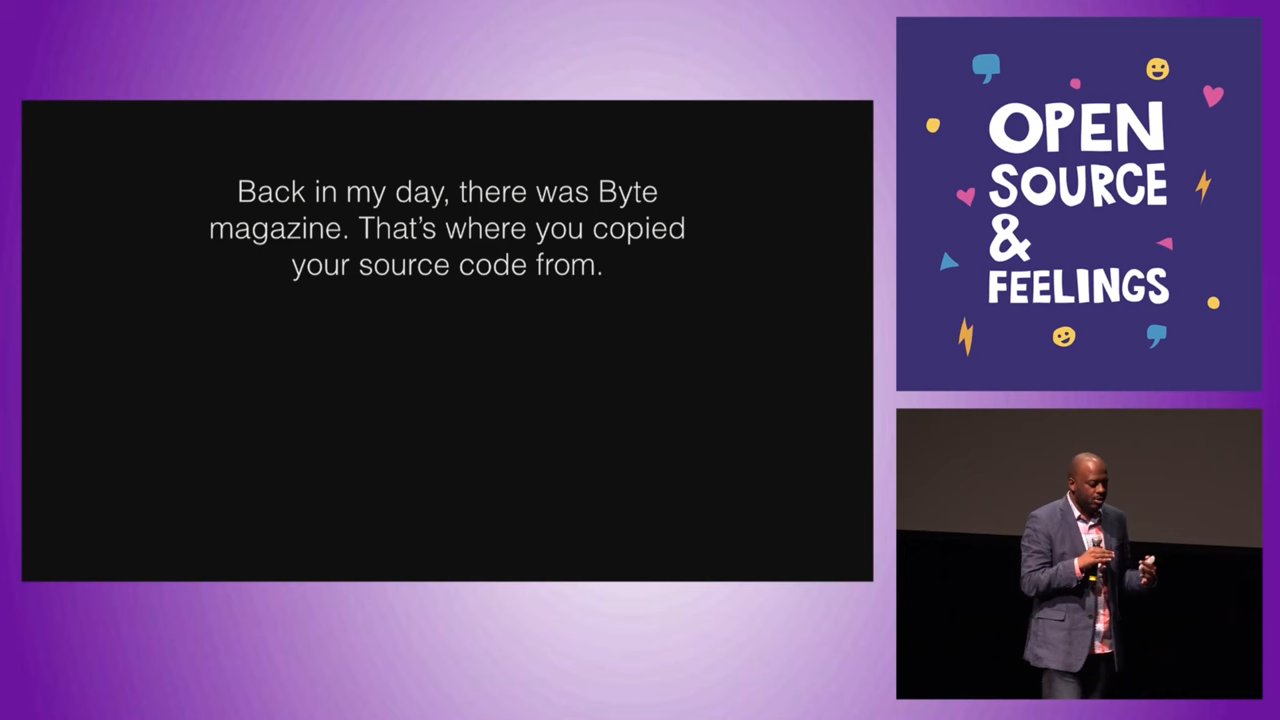 Back in my day, there was Byte
magazine. That’s where you copied
your source code from.
OPEN
SOURCE
&
FEELINGS